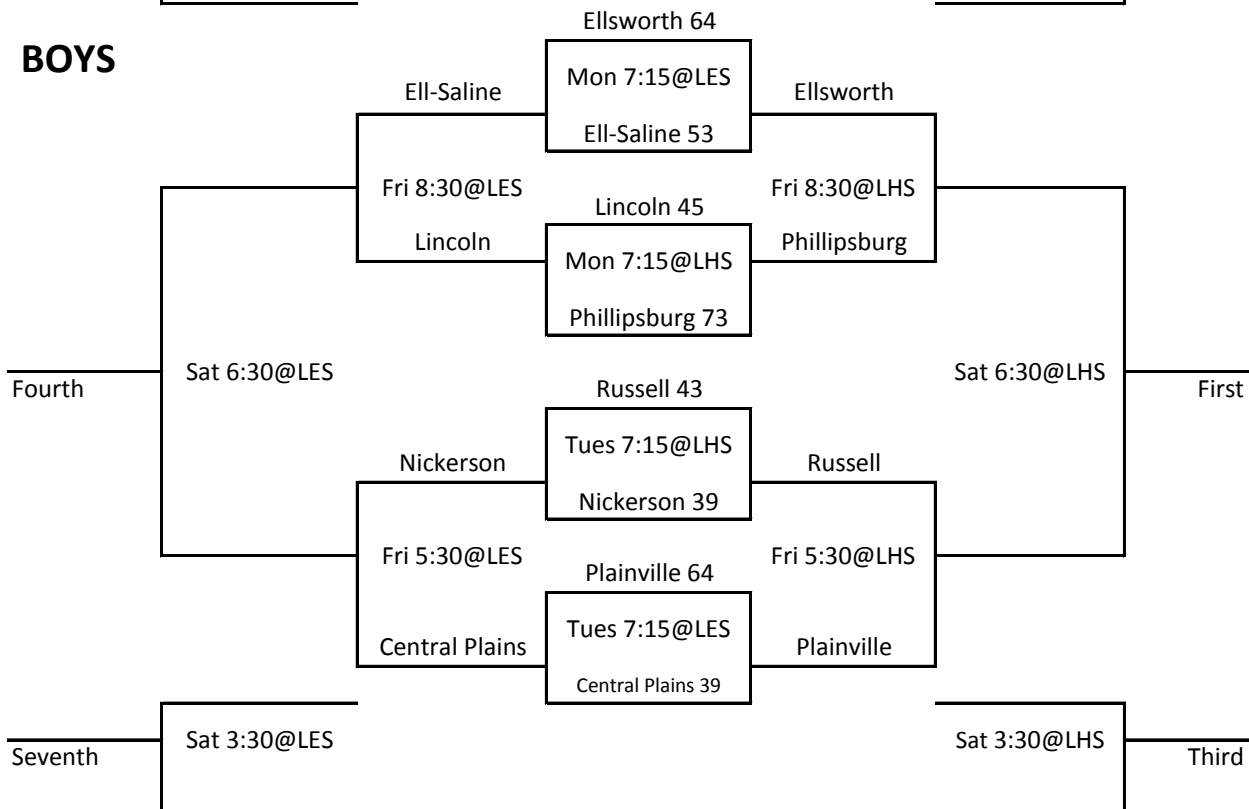 Ellsworth 64
BOYS
Mon 7:15@LES
Ell-Saline
Ellsworth
Ell-Saline 53
Fri 8:30@LES
Fri 8:30@LHS
Lincoln 45
Lincoln
Phillipsburg
Mon 7:15@LHS
Phillipsburg 73
Sat 6:30@LES
Sat 6:30@LHS
Fourth
Russell 43
First
Tues 7:15@LHS
Nickerson
Russell
Nickerson 39
Fri 5:30@LES
Fri 5:30@LHS
Plainville 64
Tues 7:15@LES
Central Plains
Plainville
Central Plains 39
Sat 3:30@LES
Sat 3:30@LHS
Seventh
Third